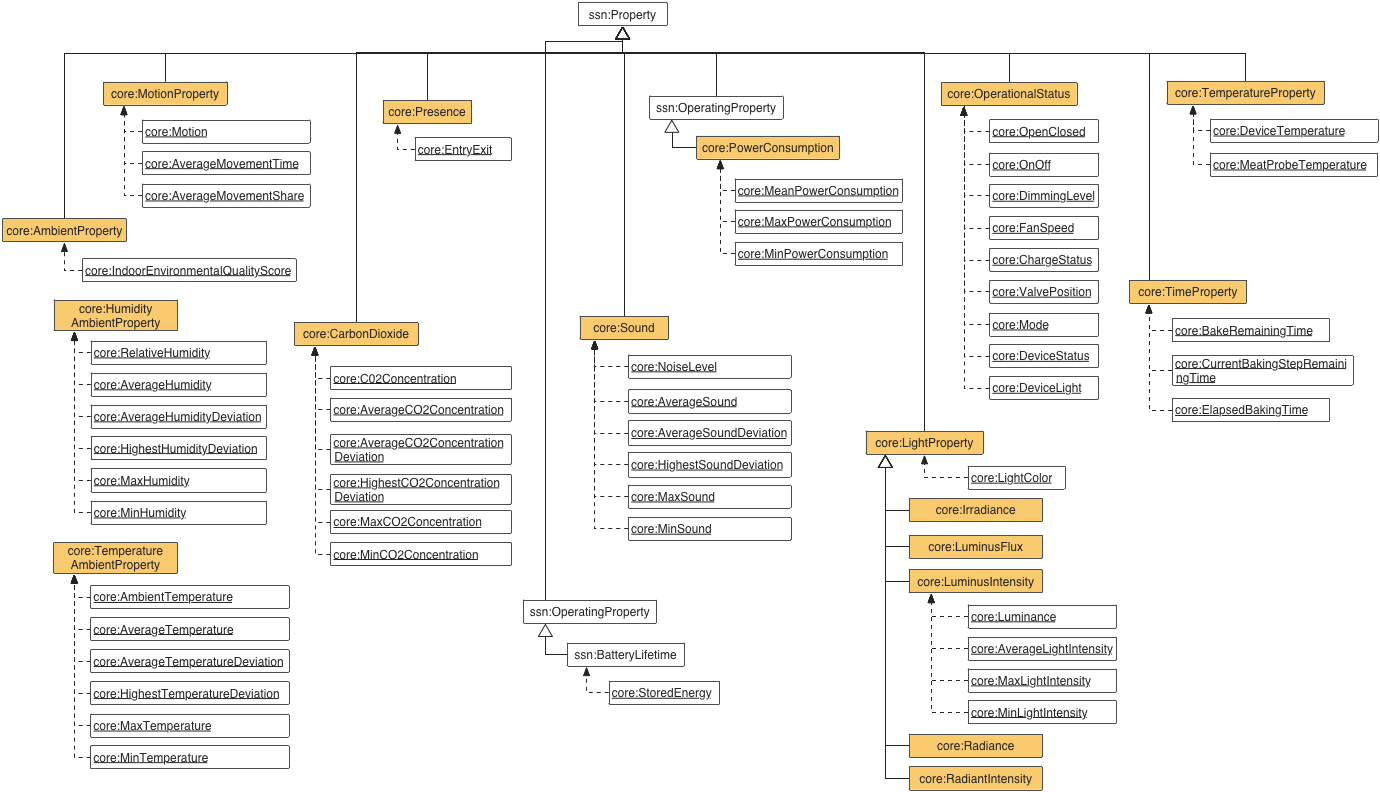 ssn:Property
core:MotionProperty
core:Motion
core:AverageMovementTime
core:AverageMovementShare
core:AmbientProperty
core:IndoorEnvironmentalQualityScore
core:Humidity
AmbientProperty
core:RelativeHumidity
core:AverageHumidity
core:AverageHumidityDeviation
core:HighestHumidityDeviation
core:MaxHumidity
core:MinHumidity
core:Temperature
AmbientProperty
core:AmbientTemperature
core:AverageTemperature
core:AverageTemperatureDeviation
core:HighestTemperatureDeviation
core:MaxTemperature
core:MinTemperature
core:Presence
core:EntryExit
core:CarbonDioxide
core:C02Concentration
core:AverageCO2Concentration
core:AverageCO2Concentration
Deviation
core:HighestCO2Concentration
Deviation
core:MaxCO2Concentration
core:MinCO2Concentration
ssn:OperatingProperty
core:PowerConsumption
core:MeanPowerConsumption
core:MaxPowerConsumption
core:MinPowerConsumption
core:Sound
core:NoiseLevel
core:AverageSound
core:AverageSoundDeviation
core:HighestSoundDeviation
core:MaxSound
core:MinSound
ssn:OperatingProperty
ssn:BatteryLifetime
core:StoredEnergy
core:OperationalStatus
core:OpenClosed
core:OnOff
core:DimmingLevel
core:FanSpeed
core:ChargeStatus
core:ValvePosition
core:Mode
core:DeviceStatus
core:DeviceLight
core:LightProperty
core:LightColor
core:Irradiance
core:LuminusFlux
core:LuminusIntensity
core:Luminance
core:AverageLightIntensity
core:MaxLightIntensity
core:MinLightIntensity
core:Radiance
core:RadiantIntensity
core:TemperatureProperty
core:DeviceTemperature
core:MeatProbeTemperature
core:TimeProperty
core:BakeRemainingTime
core:CurrentBakingStepRemaini
ngTime
core:ElapsedBakingTime